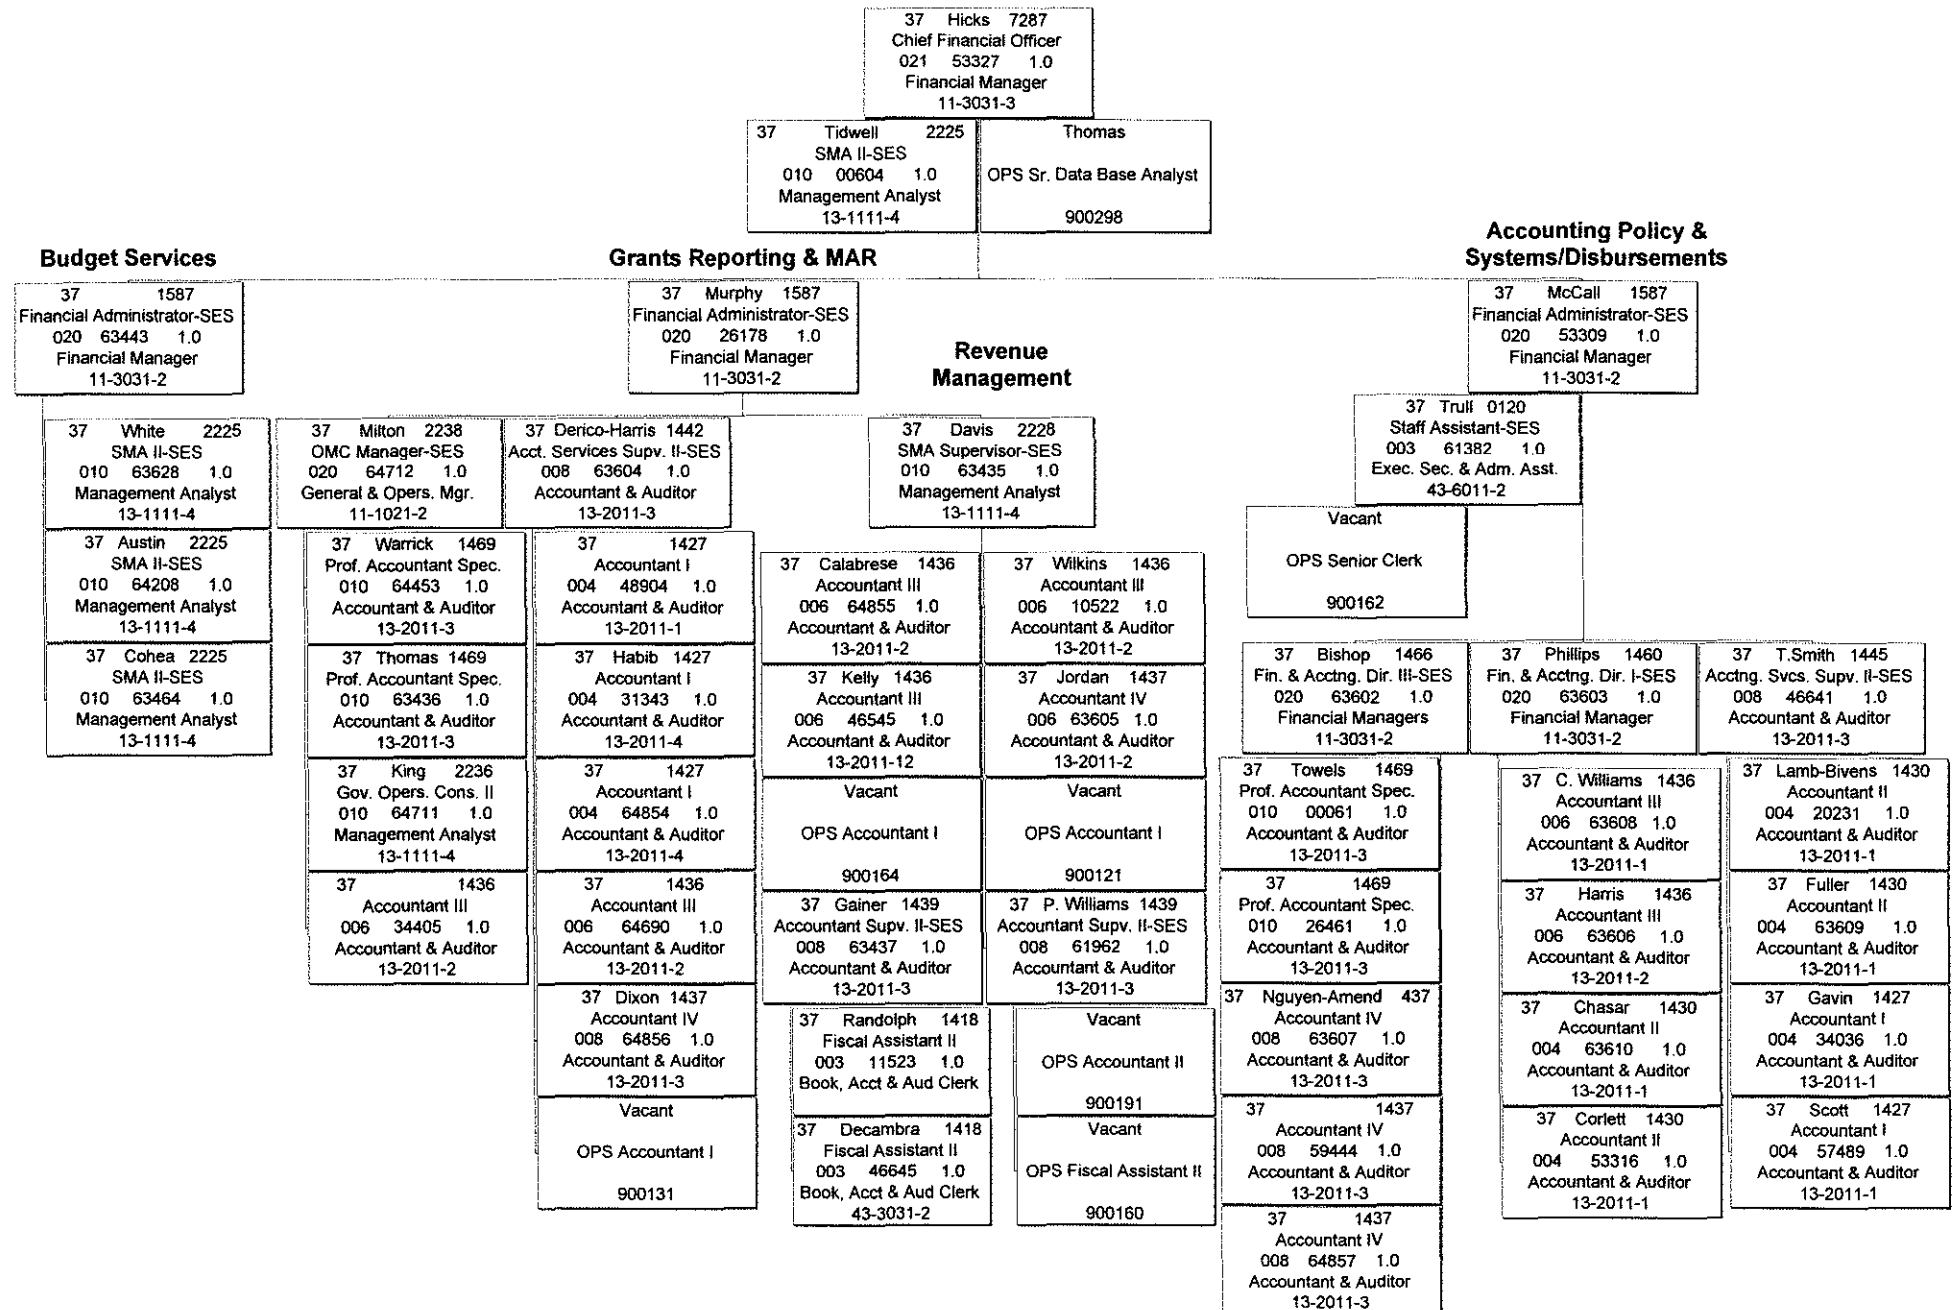 37 Hicks 7287
Chief Financial Officer
021 53327 1.0
Financial Manager
11-3031-3
37 Tidwell 2225
SMA II-SES
010 00604 1.0
Management Analyst
13-1111-4
Thomas
OPS Sr. Data Base Analyst
900298
Budget Services
Grants Reporting & MAR
Accounting Policy &
Systems/Disbursements
37 1587
Financial Administrator-SES
020 63443 1.0
Financial Manager
11-3031-2
37 Murphy 1587
Financial Administrator-SES
020 26178 1.0
Financial Manager
11-3031-2
37 McCall 1587
Financial Administrator-SES
020 53309 1.0
Financial Manager
11-3031-2
Revenue
Management
37 Trull 0120
Staff Assistant-SES
003 61382 1.0
Exec. Sec. & Adm. Asst.
43-6011-2
Vacant
OPS Senior Clerk
900162
37 White 2225
SMA II-SES
010 63628 1.0
Management Analyst
13-1111-4
37 Austin 2225
SMA II-SES
010 64208 1.0
Management Analyst
13-1111-4
37 Cohea 2225
SMA II-SES
010 63464 1.0
Management Analyst
13-1111-4
37 Milton 2238
OMC Manager-SES
020 64712 1.0
General & Opers. Mgr.
11-1021-2
37 Warrick 1469
Prof. Accountant Spec.
010 64453 1.0
Accountant & Auditor
13-2011-3
37 Thomas 1469
Prof. Accountant Spec.
010 63436 1.0
Accountant & Auditor
13-2011-3
37 King 2236
Gov. Opers. Cons. II
010 64711 1.0
Management Analyst
13-1111-4
37 1436
Accountant III
006 34405 1.0
Accountant & Auditor
13-2011-2
37 Derico-Harris 1442
Acct. Services Supv. II-SES
008 63604 1.0
Accountant & Auditor
13-2011-3
37 1427
Accountant I
004 48904 1.0
Accountant & Auditor
13-2011-1
37 Habib 1427
Accountant I
004 31343 1.0
Accountant & Auditor
13-2011-4
37 1427
Accountant I
004 64854 1.0
Accountant & Auditor
13-2011-4
37 1436
Accountant III
006 64690 1.0
Accountant & Auditor
13-2011-2
37 Dixon 1437
Accountant IV
008 64856 1.0
Accountant & Auditor
13-2011-3
Vacant
OPS Accountant I
900131
37 Davis 2228
SMA Supervisor-SES
010 63435 1.0
Management Analyst
13-1111-4
37 Calabrese 1436
Accountant III
006 64855 1.0
Accountant & Auditor
13-2011-2
37 Kelly 1436
Accountant III
006 46545 1.0
Accountant & Auditor
13-2011-12
Vacant
OPS Accountant I
900164
37 Gainer 1439
Accountant Supv. II-SES
008 63437 1.0
Accountant & Auditor
13-2011-3
37 Randolph 1418
Fiscal Assistant II
003 11523 1.0
Book, Acct & Aud Clerk
37 Decambra 1418
Fiscal Assistant II
003 46645 1.0
Book, Acct & Aud Clerk
43-3031-2
37 Wilkins 1436
Accountant III
006 10522 1.0
Accountant & Auditor
13-2011-2
37 Jordan 1437
Accountant IV
006 63605 1.0
Accountant & Auditor
13-2011-2
Vacant
OPS Accountant I
900121
37 P. Williams 1439
Accountant Supv. II-SES
008 61962 1.0
Accountant & Auditor
13-2011-3
Vacant
OPS Accountant II
900191
Vacant
OPS Fiscal Assistant II
900160
37 Bishop 1466
Fin. & Acctng. Dir. III-SES
020 63602 1.0
Financial Managers
11-3031-2
37 Towels 1469
Prof. Accountant Spec.
010 00061 1.0
Accountant & Auditor
13-2011-3
37 1469
Prof. Accountant Spec.
010 26461 1.0
Accountant & Auditor
13-2011-3
37 Nguyen-Amend 437
Accountant IV
008 63607 1.0
Accountant & Auditor
13-2011-3
37 1437
Accountant IV
008 59444 1.0
Accountant & Auditor
13-2011-3
37 1437
Accountant IV
008 64857 1.0
Accountant & Auditor
13-2011-3
37 Phillips 1460
Fin. & Acctng. Dir. I-SES
020 63603 1.0
Financial Manager
11-3031-2
37 C. Williams 1436
Accountant III
006 63608 1.0
Accountant & Auditor
13-2011-1
37 Harris 1436
Accountant III
006 63606 1.0
Accountant & Auditor
13-2011-2
37 Chasar 1430
Accountant II
004 63610 1.0
Accountant & Auditor
13-2011-1
37 Corlett 1430
Accountant II
004 53316 1.0
Accountant & Auditor
13-2011-1
37 T.Smith 1445
Acctng. Svcs. Supv. II-SES
008 46641 1.0
Accountant & Auditor
13-2011-3
37 Lamb-Bivens 1430
Accountant II
004 20231 1.0
Accountant & Auditor
13-2011-1
37 Fuller 1430
Accountant II
004 63609 1.0
Accountant & Auditor
13-2011-1
37 Gavin 1427
Accountant I
004 34036 1.0
Accountant & Auditor
13-2011-1
37 Scott 1427
Accountant I
004 57489 1.0
Accountant & Auditor
13-2011-1